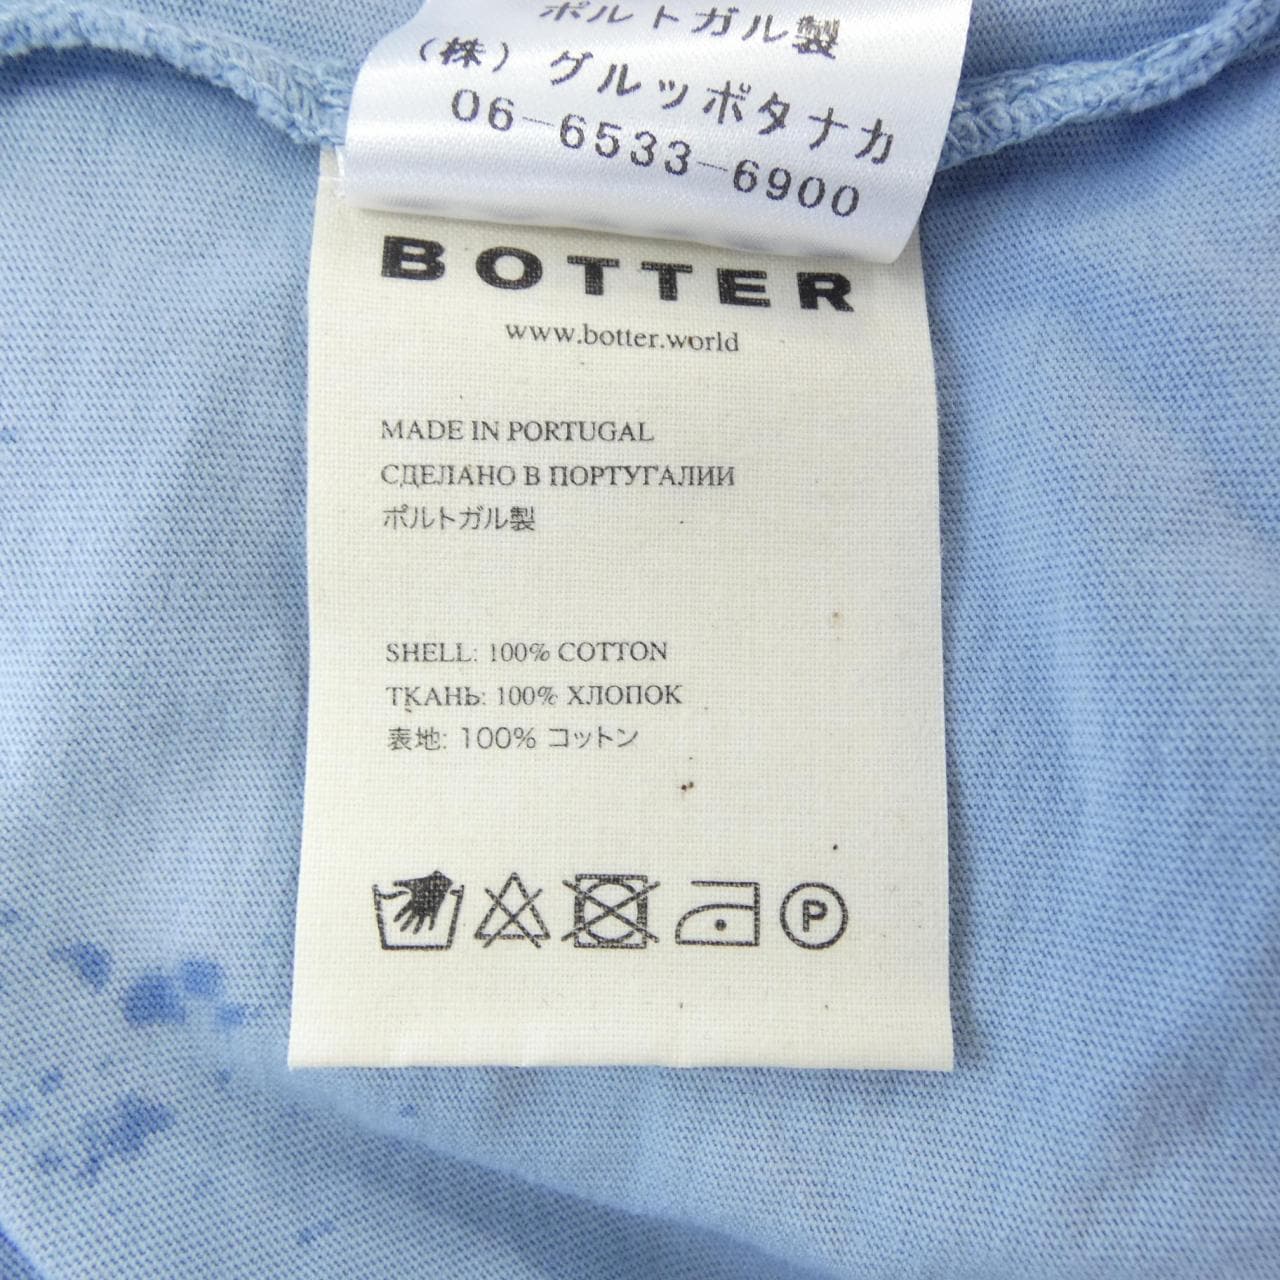 ポルトガル製
(株) グルッポタナカ
06-6533-6900
BOTTER
www.botter.world
MADE IN PORTUGAL
СДЕЛАНО В ПОРТУГАЛИИ
ポルトガル製
SHELL: 100% COTTON
ТКАНЬ: 100% ХЛОПОК
表地: 100% コットン
P